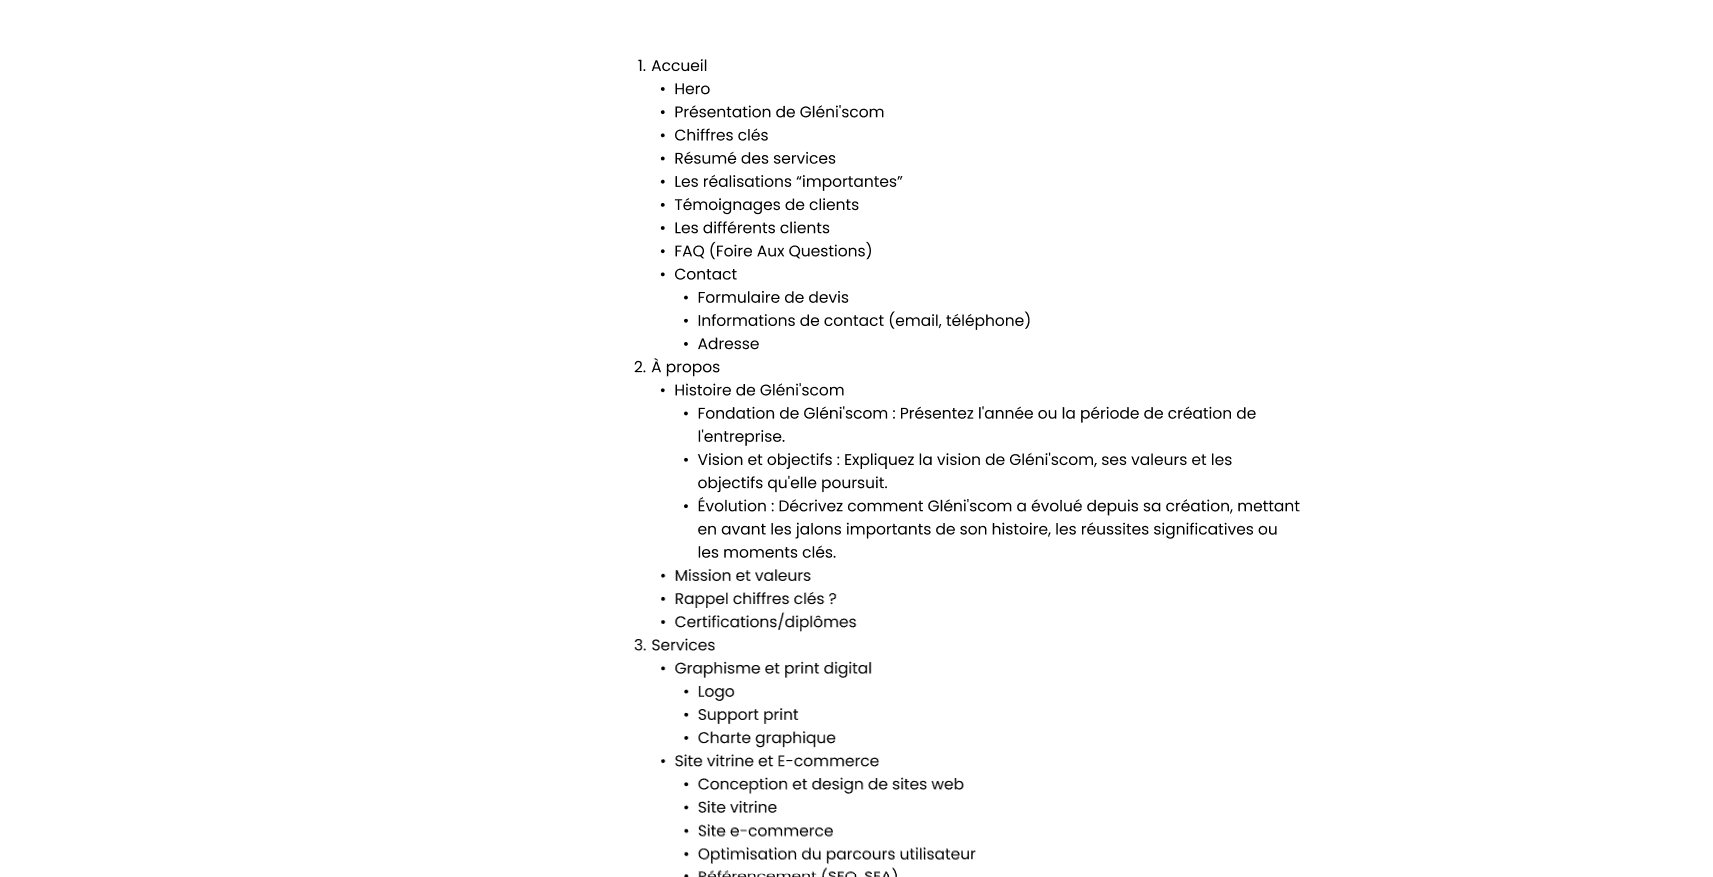 1. Accueil
• Hero
• Présentation de Gléni'scom
• Chiffres clés
• Résumé des services
• Les réalisations “importantes”
• Témoignages de clients
• Les différents clients
• FAQ (Foire Aux Questions)
• Contact
• Formulaire de devis
• Informations de contact (email, téléphone)
• Adresse
2. À propos
• Histoire de Gléni'scom
• Fondation de Gléni'scom : Présentez l'année ou la période de création de
l'entreprise.
• Vision et objectifs : Expliquez la vision de Gléni'scom, ses valeurs et les
objectifs qu'elle poursuit.
• Évolution : Décrivez comment Gléni'scom a évolué depuis sa création, mettant
en avant les jalons importants de son histoire, les réussites significatives ou
les moments clés.
• Mission et valeurs
• Rappel chiffres clés ?
• Certifications/diplômes
3. Services
• Graphisme et print digital
• Logo
• Support print
• Charte graphique
• Site vitrine et E-commerce
• Conception et design de sites web
• Site vitrine
• Site e-commerce
• Optimisation du parcours utilisateur
• Référencement (SEO, SEA)